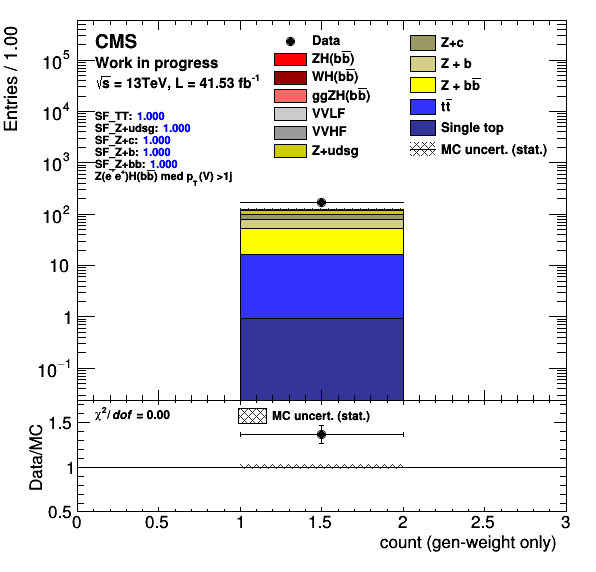 CMS
Work in progress
√s = 13TeV, L = 41.53 fb⁻¹
SF_TT: 1.000
SF_Z+udsg: 1.000
SF_Z+c: 1.000
SF_Z+b: 1.000
SF_Z+bb: 1.000
Z(e⁻e⁺)H(bb̅) med p_T(V) >1j
Data
ZH(bb̅)
WH(bb̅)
ggZH(bb̅)
VVLF
VVHF
Z+udsg
Z+c
Z + b
Z + bb̅
tt̅
Single top
MC uncert. (stat.)
Entries / 1.00
10⁵
10⁴
10³
10²
10
1
10⁻¹
χ²/dof = 0.00
MC uncert. (stat.)
Data/MC
1.5
1
0.5
0 0.5 1 1.5 2 2.5 3
count (gen-weight only)